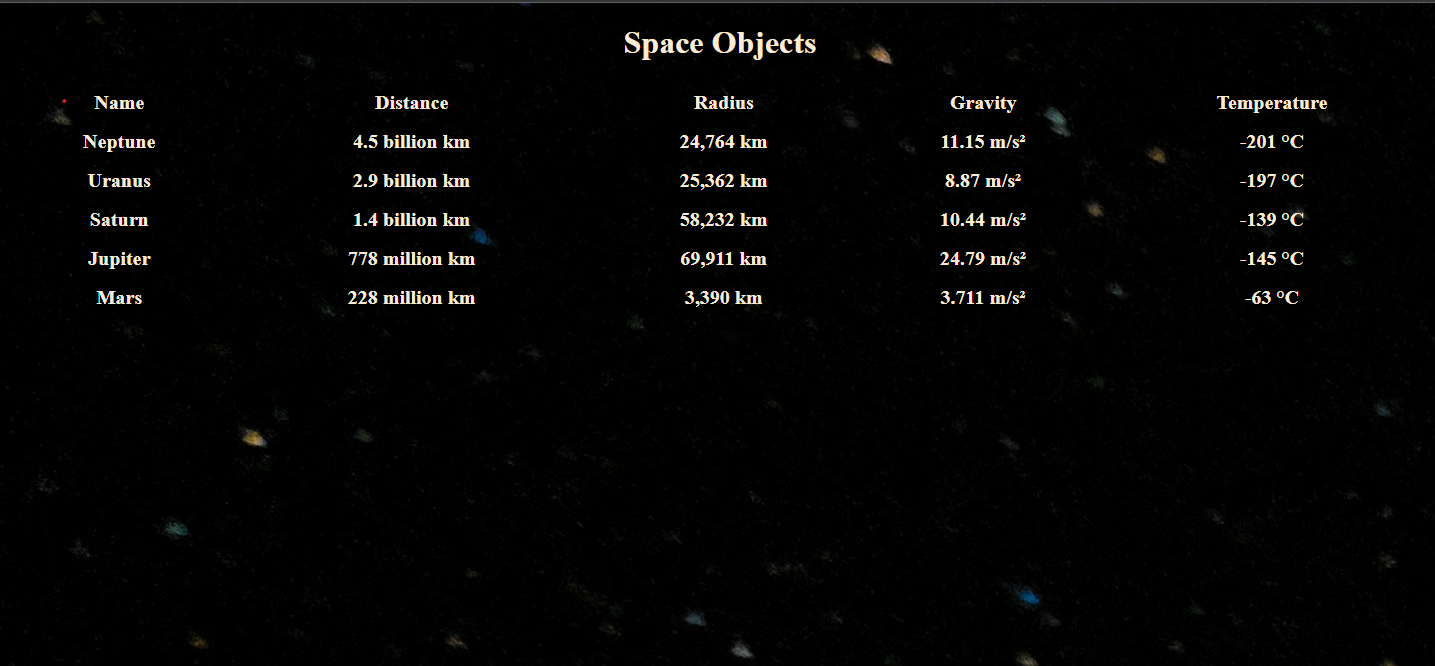 Space Objects
Name Distance Radius Gravity Temperature
Neptune 4.5 billion km 24,764 km 11.15 m/s² -201 °C
Uranus 2.9 billion km 25,362 km 8.87 m/s² -197 °C
Saturn 1.4 billion km 58,232 km 10.44 m/s² -139 °C
Jupiter 778 million km 69,911 km 24.79 m/s² -145 °C
Mars 228 million km 3,390 km 3.711 m/s² -63 °C